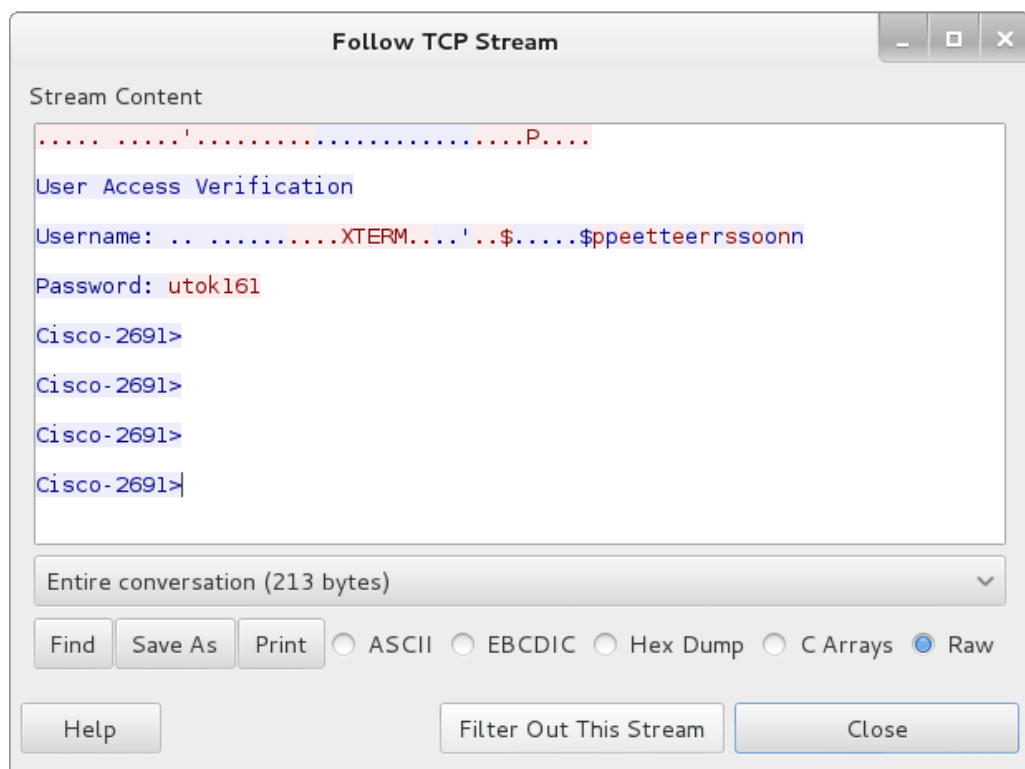 Follow TCP Stream
Stream Content
..... .....'..........................P....
User Access Verification
Username: .. ..........XTERM....'..$.....$ppeetteerrssoonn
Password: utok161
Cisco-2691>
Cisco-2691>
Cisco-2691>
Cisco-2691>
Entire conversation (213 bytes)
Find Save As Print ASCII EBCDIC Hex Dump C Arrays Raw
Help Filter Out This Stream Close